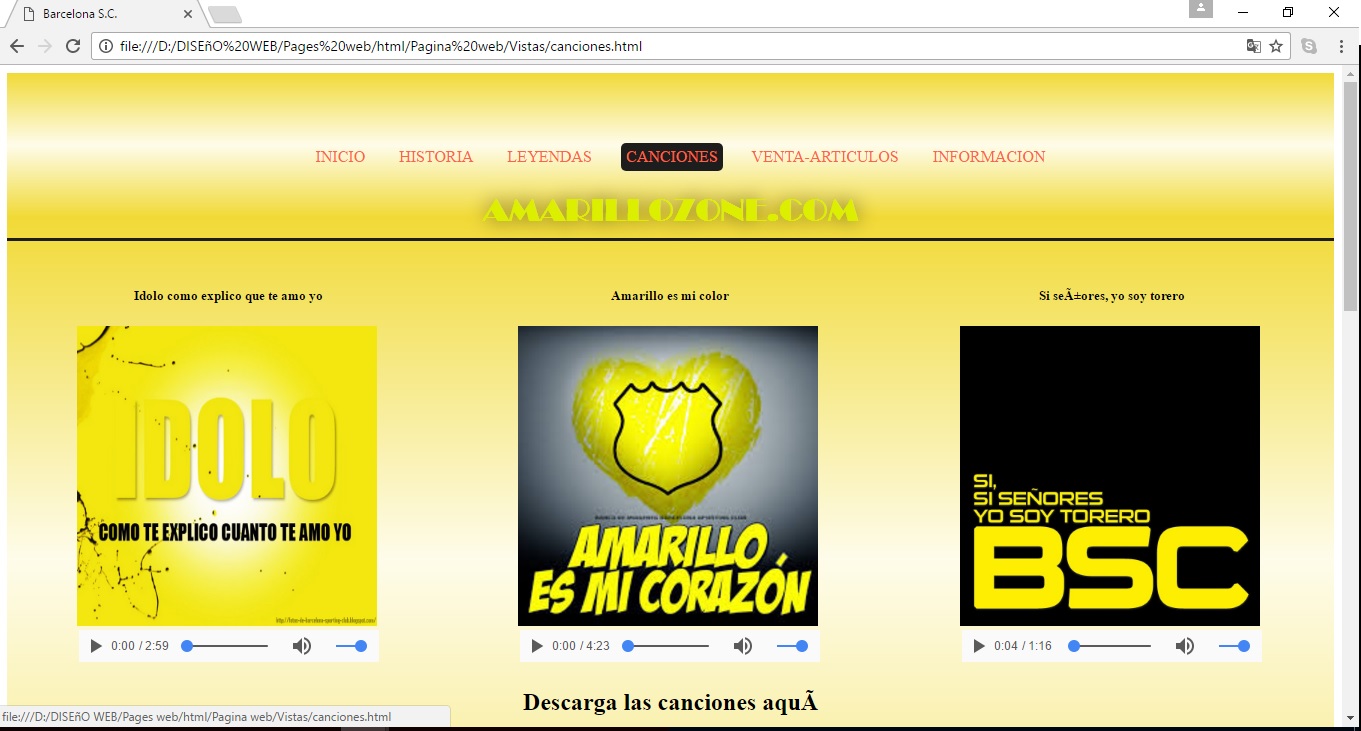 Barcelona S.C.
file:///D:/DISEñO%20WEB/Pages%20web/html/Pagina%20web/Vistas/canciones.html
INICIO HISTORIA LEYENDAS CANCIONES VENTA-ARTICULOS INFORMACION
AMARILLOZONE.COM
Idolo como explico que te amo yo
Amarillo es mi color
Si seÃ±ores, yo soy torero
IDOLO
COMO TE EXPLICO CUANTO TE AMO YO
AMARILLO
ES MI CORAZÓN
SI,
SI SEÑORES
YO SOY TORERO
BSC
0:00 / 2:59
0:00 / 4:23
0:04 / 1:16
Descarga las canciones aquÃ
file:///D:/DISEñO WEB/Pages web/html/Pagina web/Vistas/canciones.html